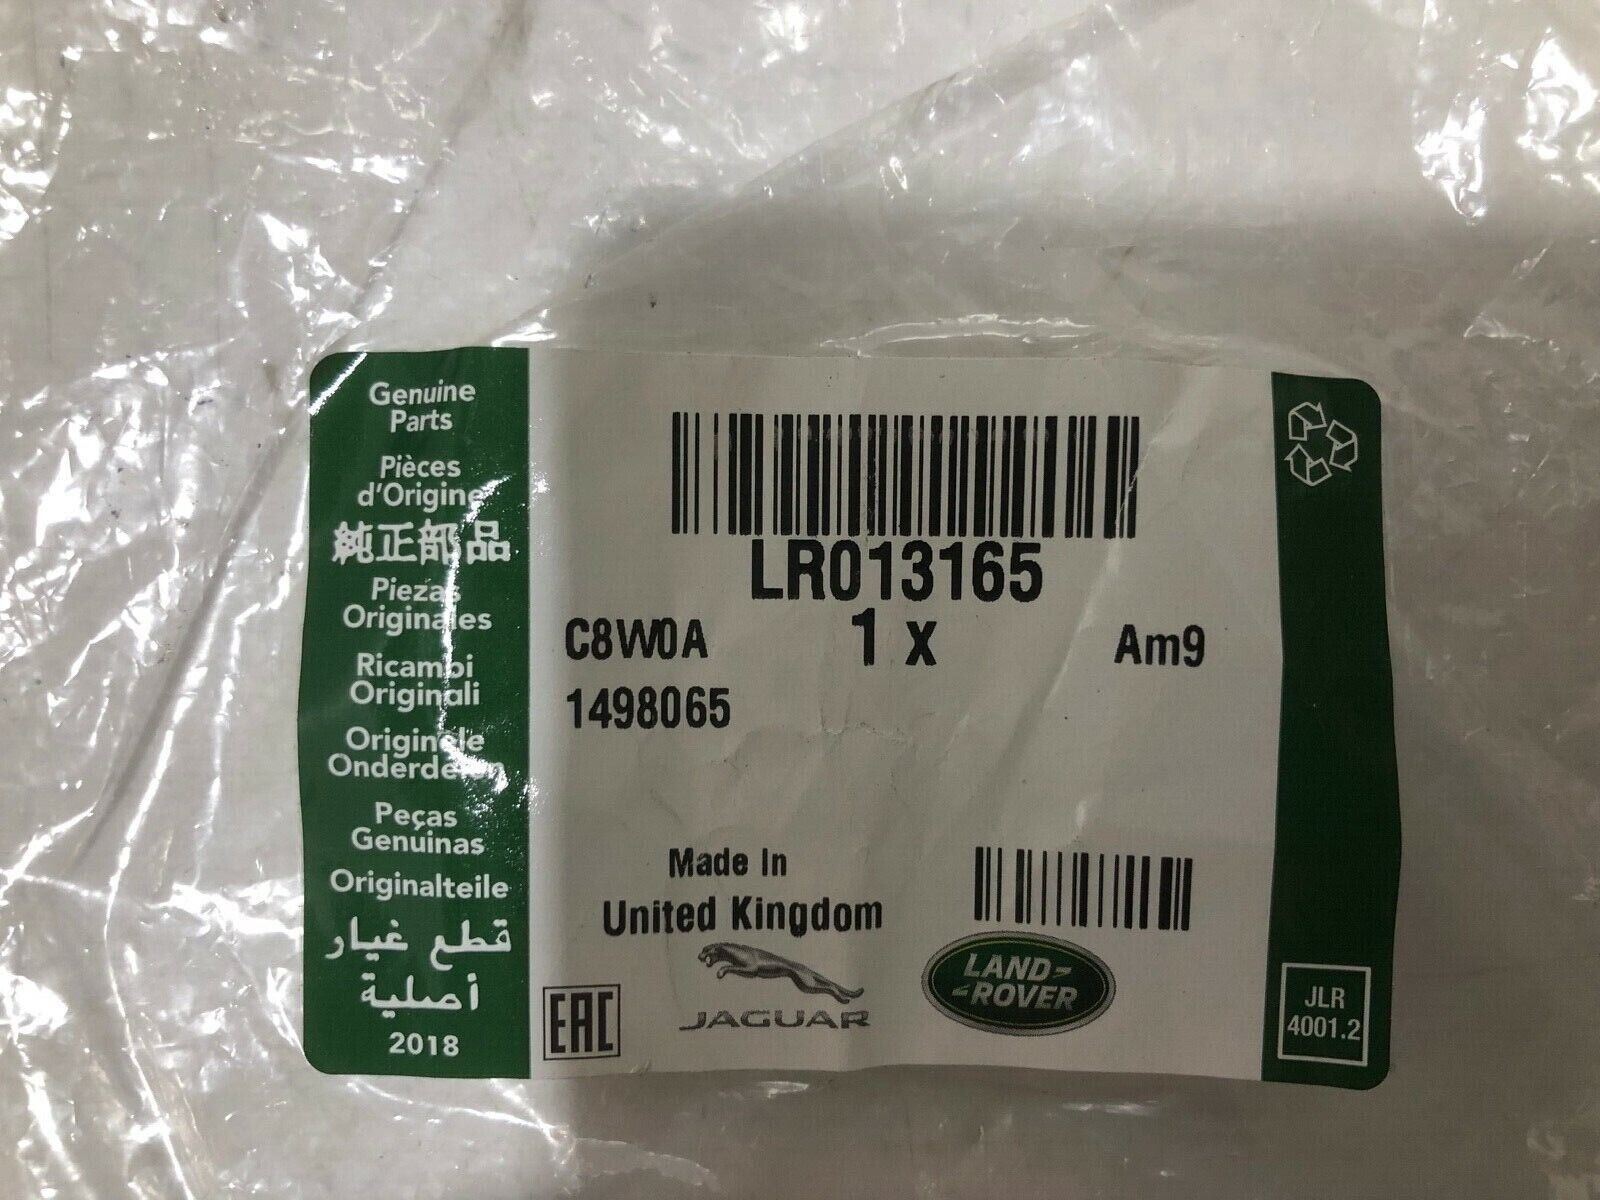 Genuine
Parts
Pièces
d'Origine
純正部品
Piezas
Originales
Ricambi
Originali
Originele
Onderdelen
Peças
Genuinas
Originalteile
قطع غيار
أصلية
2018
LR013165
C8W0A 1 x Am9
1498065
Made In
United Kingdom
EAC
JAGUAR
LAND-
-ROVER
JLR
4001.2